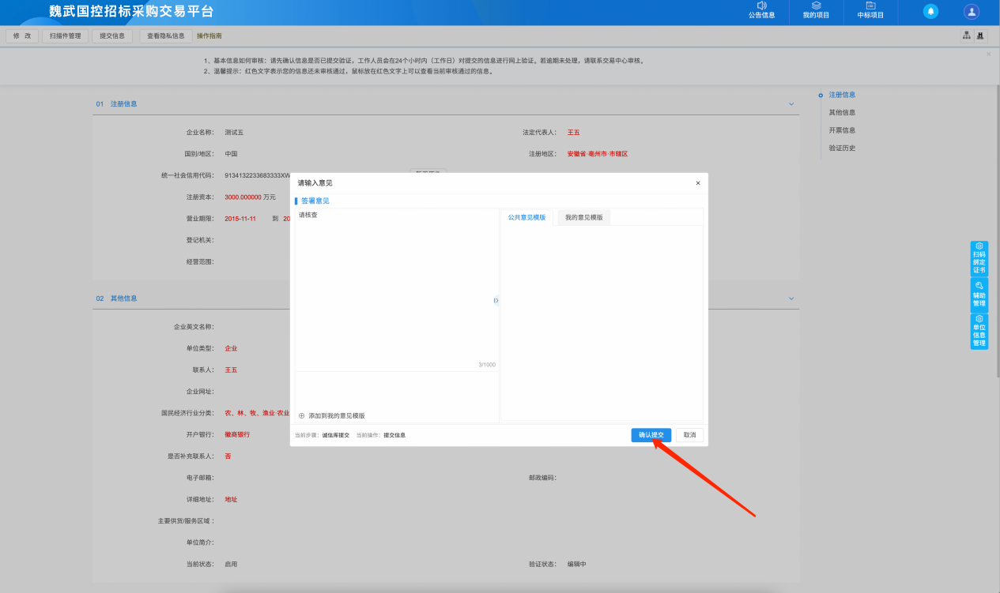 魏武国控招标采购交易平台
公告信息 我的项目 中标项目
修 改 扫描件管理 提交信息 查看隐私信息 操作指南
1、基本信息如何审核：请先确认信息是否已提交验证，工作人员会在24个小时内（工作日）对提交的信息进行网上验证。若逾期未处理，请联系交易中心审核。
2、温馨提示：红色文字表示您的信息还未审核通过，鼠标放在红色文字上可以查看当前审核通过的信息。
01 注册信息
注册信息
其他信息
开票信息
验证历史
企业名称： 测试五 法定代表人： 王五
国别/地区： 中国 注册地区： 安徽省·亳州市·市辖区
统一社会信用代码： 9134132233683333XW
注册资本： 3000.000000 万元
营业期限： 2015-11-11 到 20
登记机关：
经营范围：
请输入意见 ×
签署意见
请核查
公共意见模版 我的意见模版
3/1000
添加到我的意见模版
当前步骤：诚信库提交 当前操作：提交信息
确认提交 取消
扫码
绑定
证书
辅助
管理
单位
信息
管理
02 其他信息
企业英文名称：
单位类型： 企业
联系人： 王五
企业网址：
国民经济行业分类： 农、林、牧、渔业·农业
开户银行： 徽商银行
是否补充联系人： 否
电子邮箱： 邮政编码：
详细地址： 地址
主要供货/服务区域：
单位简介：
当前状态： 启用 验证状态： 编辑中